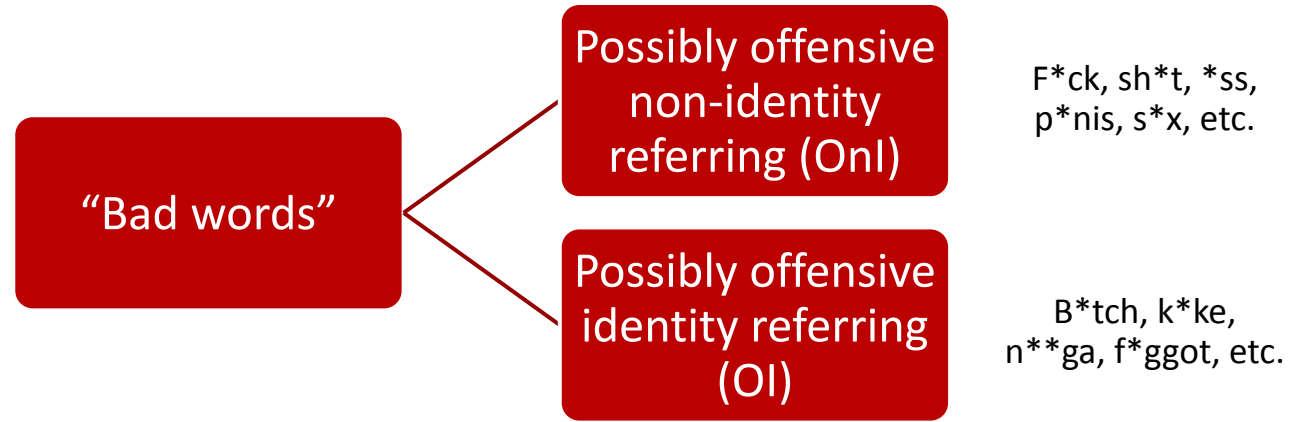 “Bad words”
Possibly offensive
non-identity
referring (OnI)
F*ck, sh*t, *ss,
p*nis, s*x, etc.
Possibly offensive
identity referring
(OI)
B*tch, k*ke,
n**ga, f*ggot, etc.